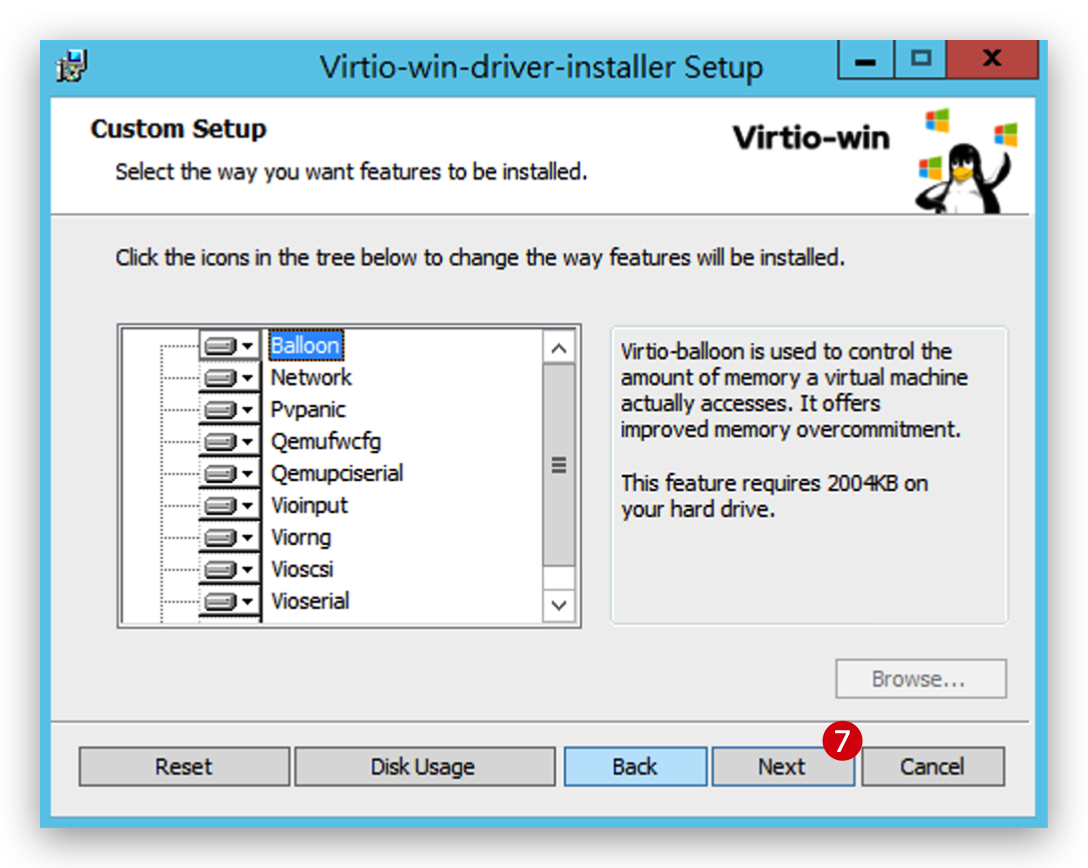 Virtio-win-driver-installer Setup
Custom Setup
Select the way you want features to be installed.
Virtio-win
Click the icons in the tree below to change the way features will be installed.
Balloon
Network
Pvpanic
Qemufwcfg
Qemupciserial
Vioinput
Viorng
Vioscsi
Vioserial
Virtio-balloon is used to control the
amount of memory a virtual machine
actually accesses. It offers
improved memory overcommitment.
This feature requires 2004KB on
your hard drive.
Browse...
7
Reset
Disk Usage
Back
Next
Cancel